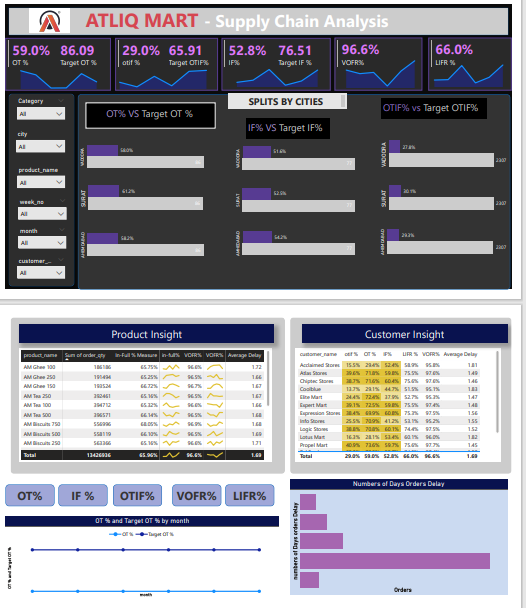 ATLIQ MART - Supply Chain Analysis
59.0% 86.09
OT % Target OT %
29.0% 65.91
otif % Target OTIF%
52.8% 76.51
IF% Target IF %
96.6%
VOFR%
66.0%
LIFR %
Category
All
city
All
product_name
All
week_no
All
month
All
customer_...
All
SPLITS BY CITIES
OT% VS Target OT %
IF% VS Target IF%
OTIF% VS Target OTIF%
VADODRA
59.0%
SURAT
61.2%
AHMEDABAD
58.2%
VADODRA
51.6%
SURAT
52.5%
AHMEDABAD
54.2%
VADODRA
27.8%
2307
SURAT
30.1%
2307
AHMEDABAD
29.3%
2307
Product Insight
product_name Sum of order_qty In-Full % Measure in-full% VOFR% VOFR% Average Delay
AM Ghee 100 186186 65.75% 96.6% 1.72
AM Ghee 250 191494 65.75% 96.5% 1.66
AM Ghee 150 193524 66.72% 96.7% 1.67
AM Tea 250 392461 65.16% 96.5% 1.67
AM Tea 100 394712 65.32% 96.6% 1.66
AM Tea 500 396571 66.14% 96.5% 1.68
AM Biscuits 750 556996 68.05% 96.9% 1.68
AM Biscuits 500 558119 66.10% 96.5% 1.69
AM Biscuits 250 563366 65.16% 96.6% 1.71
Total 13426936 65.96% 96.6% 1.69
Customer Insight
customer_name otif % OT% IF% LIFR % VOFR% Average Delay
Acclaimed Stores 15.5% 29.4% 52.4% 58.9% 95.8% 1.81
Atlas Stores 29.6% 71.8% 59.8% 75.5% 97.6% 1.49
Chiptec Stores 38.7% 71.6% 60.4% 75.4% 97.6% 1.46
Coolblue 13.7% 29.1% 44.7% 51.5% 95.1% 1.83
Elite Mart 24.4% 72.4% 37.9% 52.7% 95.3% 1.47
Expert Mart 29.1% 72.5% 59.8% 75.5% 97.4% 1.48
Expression Stores 38.4% 69.9% 60.8% 75.3% 97.5% 1.56
Info Stores 25.5% 70.9% 41.2% 53.1% 95.2% 1.55
Logic Stores 38.8% 70.8% 60.1% 74.4% 97.5% 1.52
Lotus Mart 16.3% 28.1% 53.4% 60.1% 96.0% 1.82
Propel Mart 40.9% 73.6% 60.7% 75.6% 97.7% 1.45
Total 29.0% 59.0% 52.8% 66.0% 96.6% 1.69
OT%
IF %
OTIF%
VOFR%
LIFR%
OT % and Target OT % by month
OT % Target OT %
OT % and Target OT %
month
Numbers of Days Orders Delay
numbers of Days orders Delay
Orders